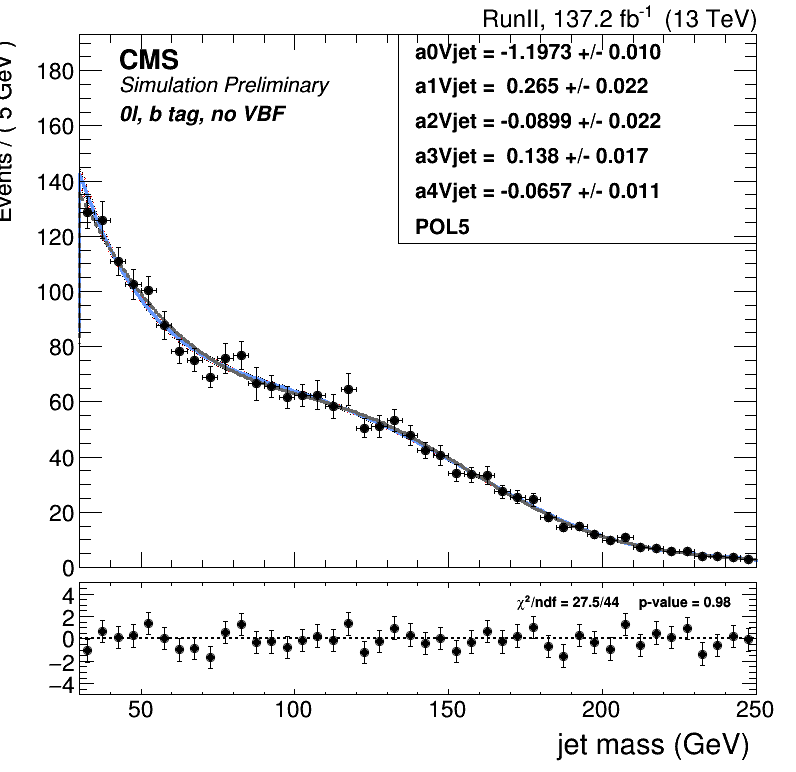 RunII, 137.2 fb-1 (13 TeV)
CMS
Simulation Preliminary
0l, b tag, no VBF
a0Vjet = -1.1973 +/- 0.010
a1Vjet = 0.265 +/- 0.022
a2Vjet = -0.0899 +/- 0.022
a3Vjet = 0.138 +/- 0.017
a4Vjet = -0.0657 +/- 0.011
POL5
Events / ( 5 GeV )
180
160
140
120
100
80
60
40
20
0
χ²/ndf = 27.5/44 p-value = 0.98
4
2
0
−2
−4
50 100 150 200 250
jet mass (GeV)